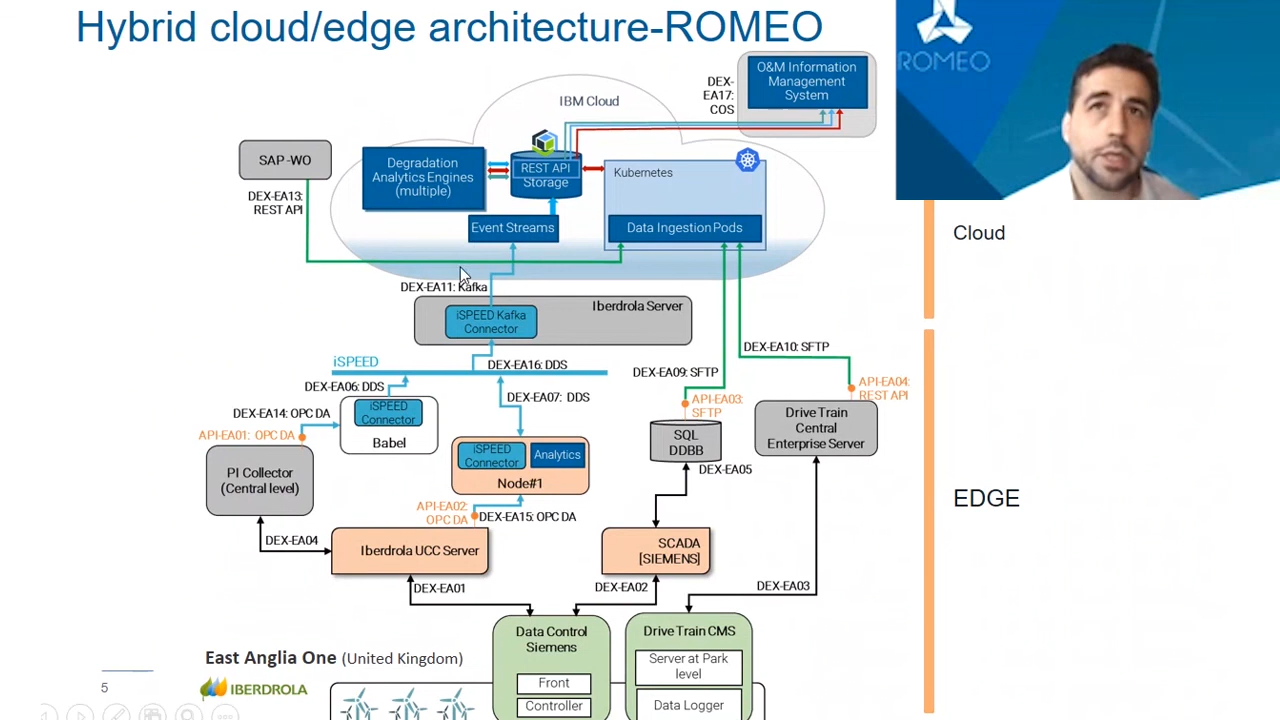 Hybrid cloud/edge architecture-ROMEO
ROMEO
IBM Cloud
DEX-
EA17:
COS
O&M Information
Management
System
SAP-WO
DEX-EA13:
REST API
Degradation
Analytics Engines
(multiple)
REST API
Storage
Kubernetes
Event Streams
Data Ingestion Pods
Cloud
DEX-EA11: Kafka
Iberdrola Server
iSPEED Kafka
Connector
iSPEED
DEX-EA16: DDS
DEX-EA06: DDS
DEX-EA07: DDS
DEX-EA09: SFTP
DEX-EA10: SFTP
DEX-EA14: OPC DA
API-EA01: OPC DA
iSPEED
Connector
Babel
API-EA03:
SFTP
API-EA04:
REST API
SQL
DDBB
Drive Train
Central
Enterprise Server
PI Collector
(Central level)
iSPEED
Connector
Analytics
Node#1
DEX-EA05
EDGE
API-EA02:
OPC DA
DEX-EA15: OPC DA
DEX-EA04
Iberdrola UCC Server
SCADA
[SIEMENS]
DEX-EA01
DEX-EA02
DEX-EA03
Data Control
Siemens
Front
Controller
Drive Train CMS
Server at Park
level
Data Logger
East Anglia One (United Kingdom)
5
IBERDROLA